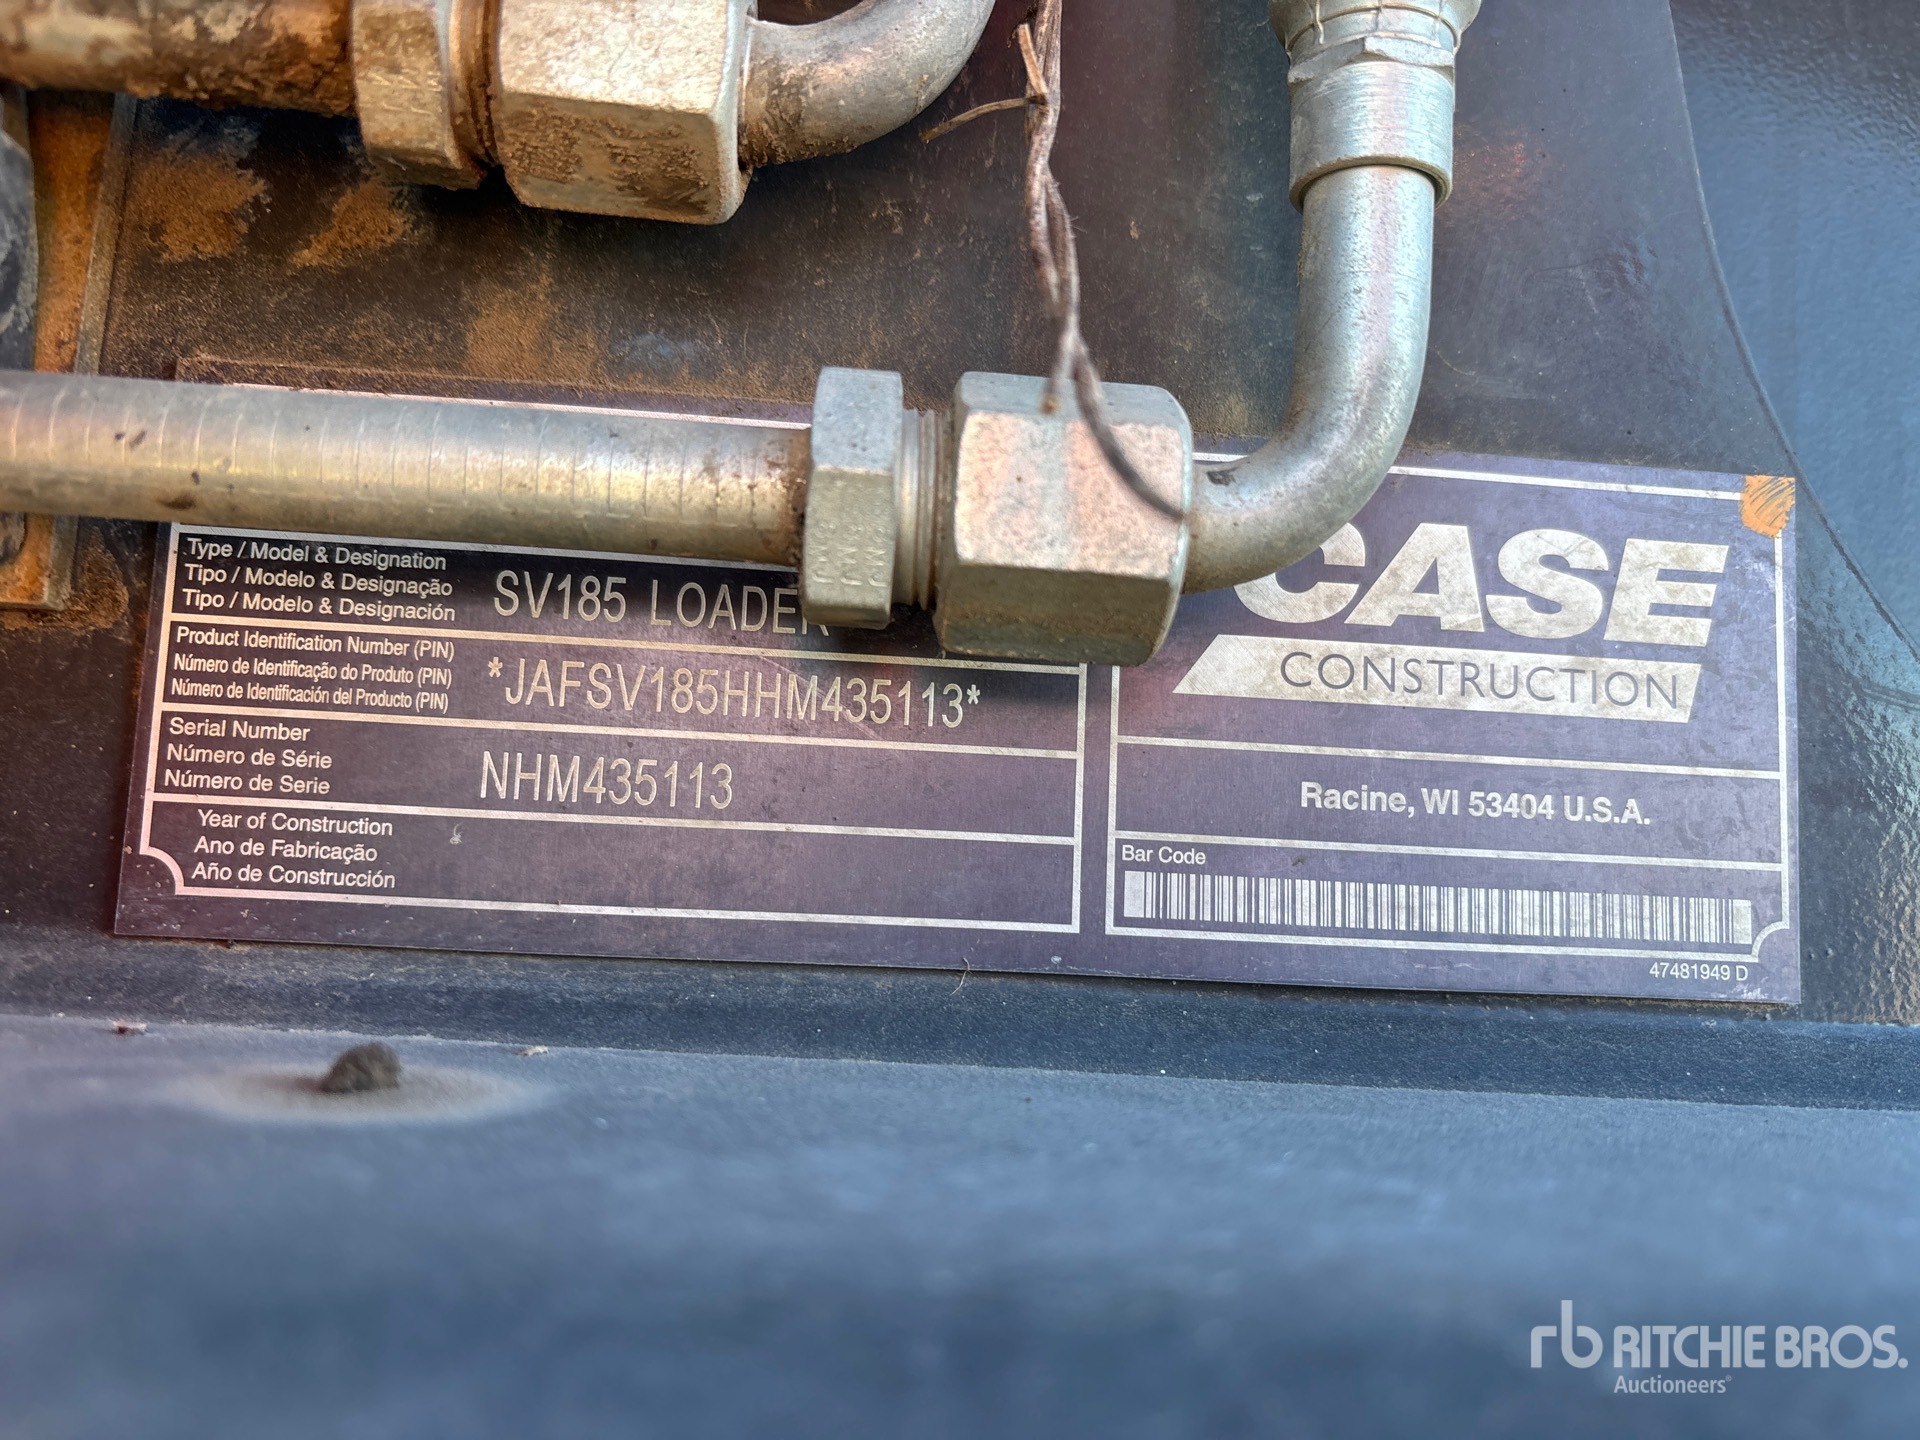 Type / Model & Designation
Tipo / Modelo & Designação
Tipo / Modelo & Designación
SV185 LOADER
Product Identification Number (PIN)
Número de Identificação do Produto (PIN)
Número de Identificación del Producto (PIN)
*JAFSV185HHM435113*
Serial Number
Número de Série
Número de Serie
NHM435113
Year of Construction
Ano de Fabricação
Año de Construcción
CASE
CONSTRUCTION
Racine, WI 53404 U.S.A.
Bar Code
47481949 D
rb RITCHIE BROS.
Auctioneers